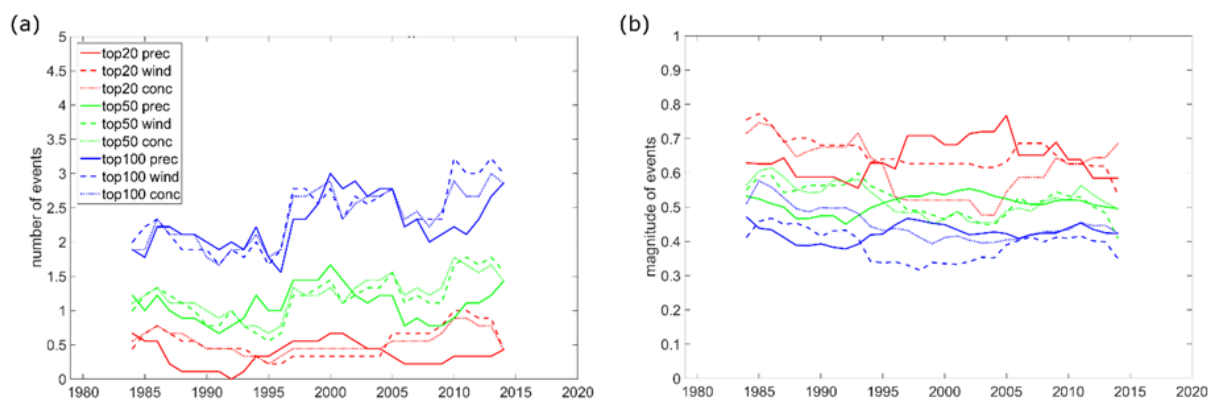 (a)
number of events
5
4.5
4
3.5
3
2.5
2
1.5
1
0.5
0
top20 prec
top20 wind
top20 conc
top50 prec
top50 wind
top50 conc
top100 prec
top100 wind
top100 conc
1980 1985 1990 1995 2000 2005 2010 2015 2020
(b)
magnitude of events
1
0.9
0.8
0.7
0.6
0.5
0.4
0.3
0.2
0.1
0
1980 1985 1990 1995 2000 2005 2010 2015 2020